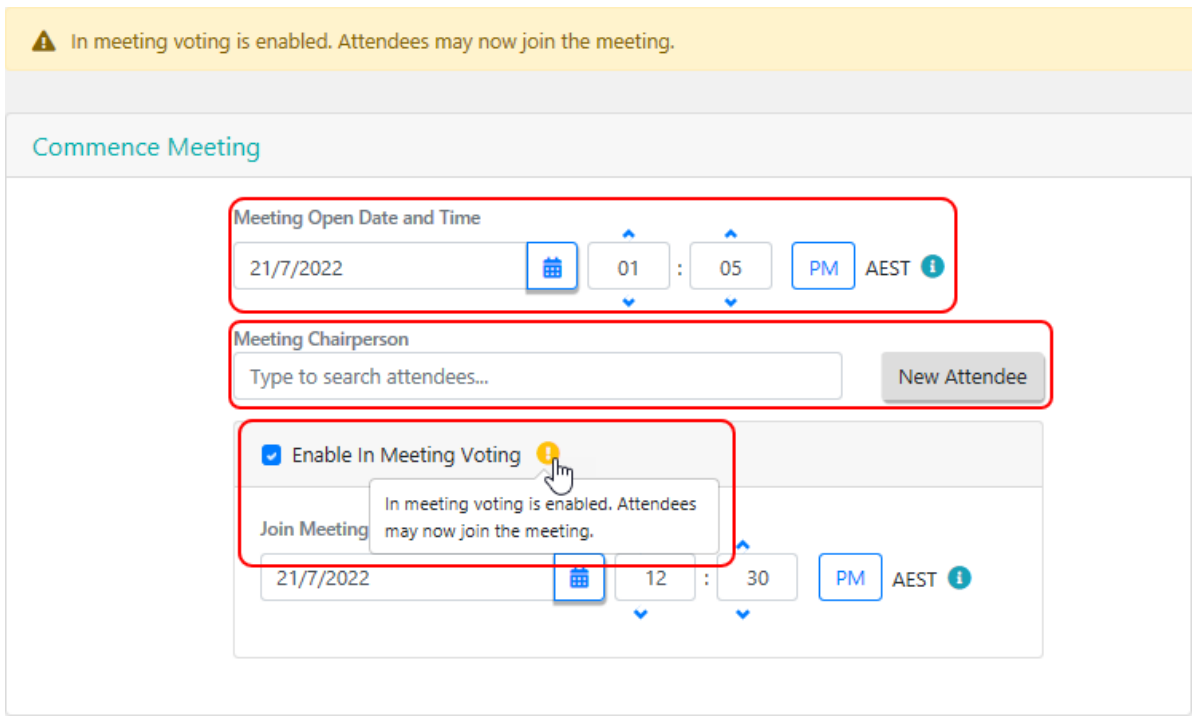 In meeting voting is enabled. Attendees may now join the meeting.
Commence Meeting
Meeting Open Date and Time
21/7/2022 01 : 05 PM AEST
Meeting Chairperson
Type to search attendees... New Attendee
Enable In Meeting Voting
In meeting voting is enabled. Attendees
may now join the meeting.
Join Meeting
21/7/2022 12 : 30 PM AEST